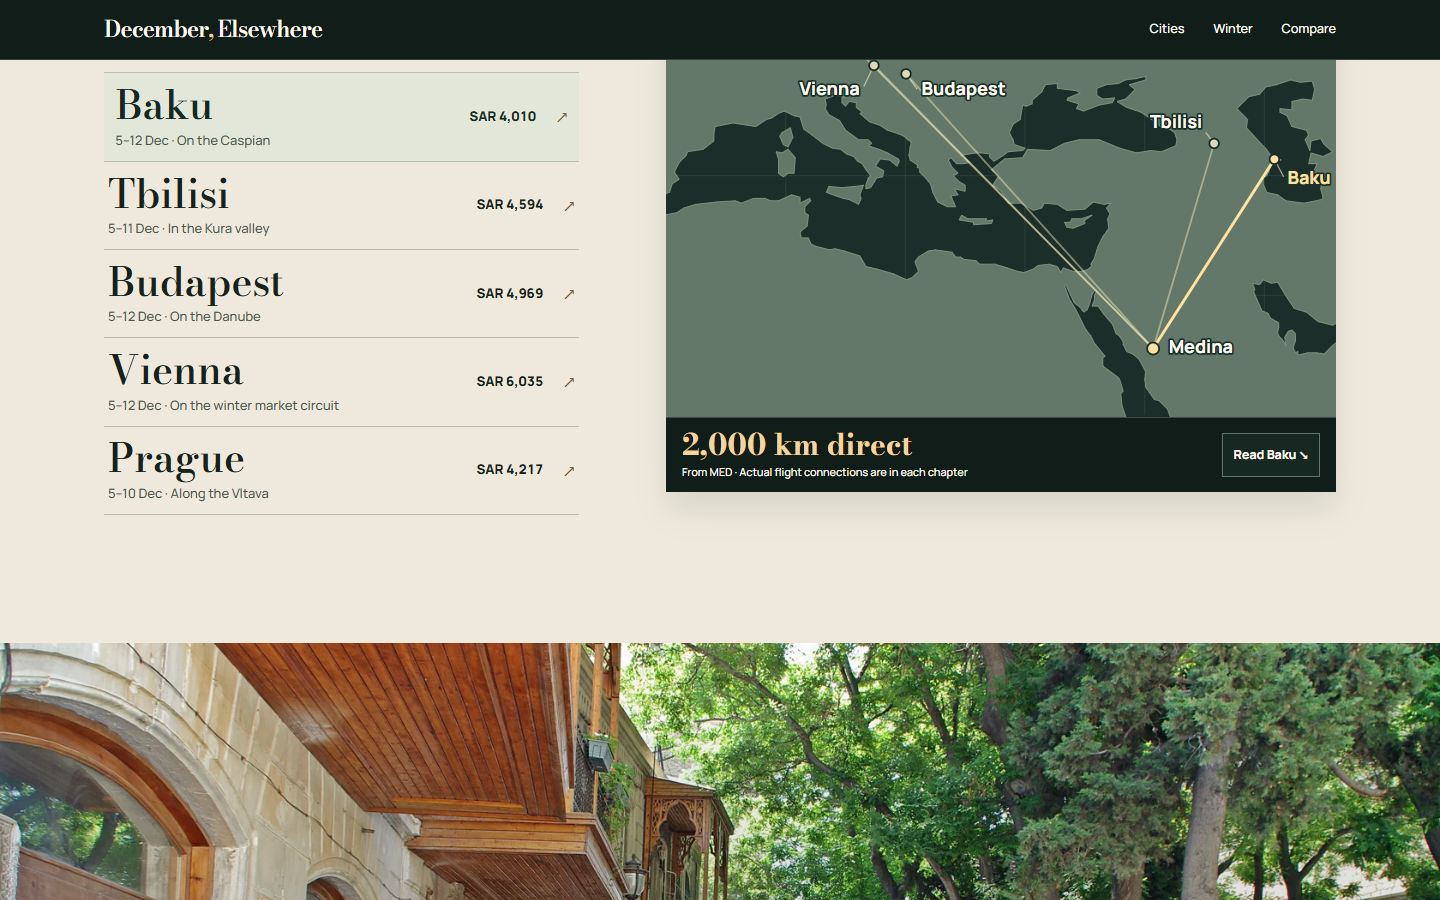 December, Elsewhere
Cities
Winter
Compare
Baku
SAR 4,010 ↗
5–12 Dec · On the Caspian
Tbilisi
SAR 4,594 ↗
5–11 Dec · In the Kura valley
Budapest
SAR 4,969 ↗
5–12 Dec · On the Danube
Vienna
SAR 6,035 ↗
5–12 Dec · On the winter market circuit
Prague
SAR 4,217 ↗
5–10 Dec · Along the Vltava
Vienna
Budapest
Tbilisi
Baku
Medina
2,000 km direct
From MED · Actual flight connections are in each chapter
Read Baku ↘